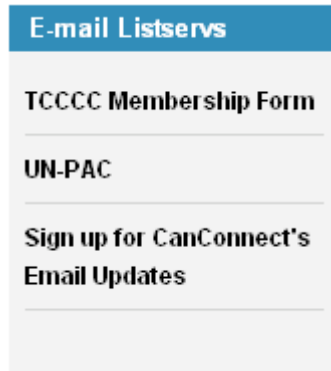 E-mail Listservs
TCCCC Membership Form
UN-PAC
Sign up for CanConnect's
Email Updates